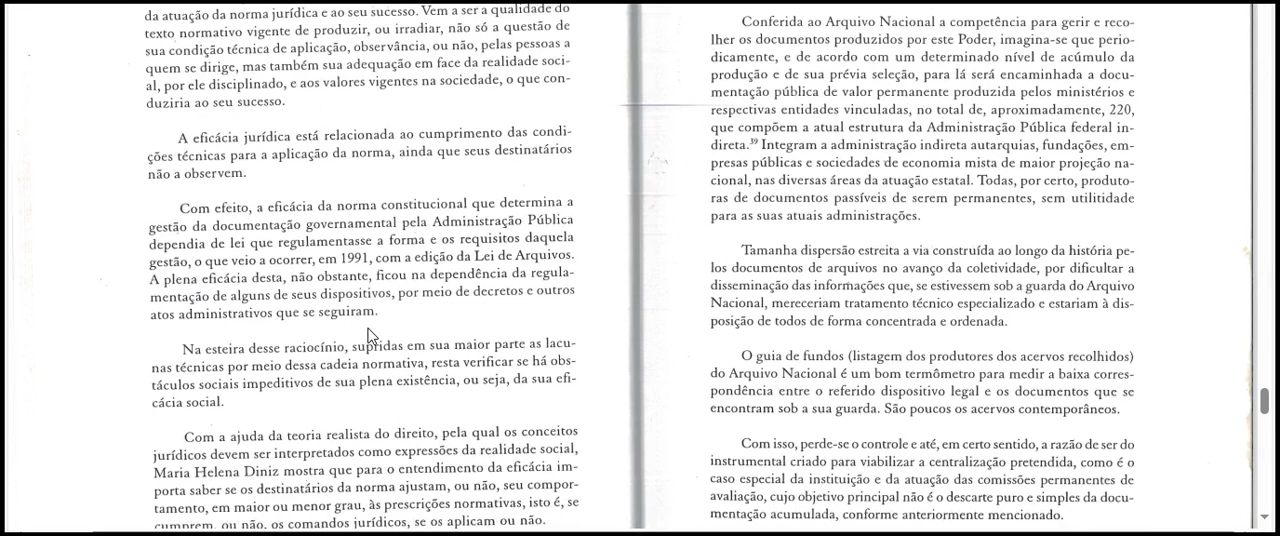 da atuação da norma jurídica e ao seu sucesso. Vem a ser a qualidade do
texto normativo vigente de produzir, ou irradiar, não só a questão de
sua condição técnica de aplicação, observância, ou não, pelas pessoas a
quem se dirige, mas também sua adequação em face da realidade soci-
al, por ele disciplinado, e aos valores vigentes na sociedade, o que con-
duziria ao seu sucesso.
A eficácia jurídica está relacionada ao cumprimento das condi-
ções técnicas para a aplicação da norma, ainda que seus destinatários
não a observem.
Com efeito, a eficácia da norma constitucional que determina a
gestão da documentação governamental pela Administração Pública
dependia de lei que regulamentasse a forma e os requisitos daquela
gestão, o que veio a ocorrer, em 1991, com a edição da Lei de Arquivos.
A plena eficácia desta, não obstante, ficou na dependência da regula-
mentação de alguns de seus dispositivos, por meio de decretos e outros
atos administrativos que se seguiram.
Na esteira desse raciocínio, supridas em sua maior parte as lacu-
nas técnicas por meio dessa cadeia normativa, resta verificar se há obs-
táculos sociais impeditivos de sua plena existência, ou seja, da sua efi-
cácia social.
Com a ajuda da teoria realista do direito, pela qual os conceitos
jurídicos devem ser interpretados como expressões da realidade social,
Maria Helena Diniz mostra que para o entendimento da eficácia im-
porta saber se os destinatários da norma ajustam, ou não, seu compor-
tamento, em maior ou menor grau, às prescrições normativas, isto é, se
cumprem, ou não, os comandos jurídicos, se os aplicam ou não.
Conferida ao Arquivo Nacional a competência para gerir e reco-
lher os documentos produzidos por este Poder, imagina-se que perio-
dicamente, e de acordo com um determinado nível de acúmulo da
produção e de sua prévia seleção, para lá será encaminhada a docu-
mentação pública de valor permanente produzida pelos ministérios e
respectivas entidades vinculadas, no total de, aproximadamente, 220,
que compõem a atual estrutura da Administração Pública federal in-
direta.³⁹ Integram a administração indireta autarquias, fundações, em-
presas públicas e sociedades de economia mista de maior projeção na-
cional, nas diversas áreas da atuação estatal. Todas, por certo, produto-
ras de documentos passíveis de serem permanentes, sem utilitidade
para as suas atuais administrações.
Tamanha dispersão estreita a via construída ao longo da história pe-
los documentos de arquivos no avanço da coletividade, por dificultar a
disseminação das informações que, se estivessem sob a guarda do Arquivo
Nacional, mereceriam tratamento técnico especializado e estariam à dis-
posição de todos de forma concentrada e ordenada.
O guia de fundos (listagem dos produtores dos acervos recolhidos)
do Arquivo Nacional é um bom termômetro para medir a baixa corres-
pondência entre o referido dispositivo legal e os documentos que se
encontram sob a sua guarda. São poucos os acervos contemporâneos.
Com isso, perde-se o controle e até, em certo sentido, a razão de ser do
instrumental criado para viabilizar a centralização pretendida, como é o
caso especial da instituição e da atuação das comissões permanentes de
avaliação, cujo objetivo principal não é o descarte puro e simples da docu-
mentação acumulada, conforme anteriormente mencionado.